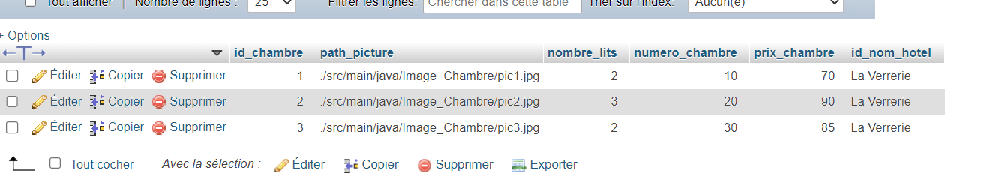 Tout afficher | Nombre de lignes : 25 Filtrer les lignes: Chercher dans cette table Trier sur l'index: Aucun(e)
+ Options
←T→ id_chambre path_picture nombre_lits numero_chambre prix_chambre id_nom_hotel
Éditer Copier Supprimer 1 ./src/main/java/Image_Chambre/pic1.jpg 2 10 70 La Verrerie
Éditer Copier Supprimer 2 ./src/main/java/Image_Chambre/pic2.jpg 3 20 90 La Verrerie
Éditer Copier Supprimer 3 ./src/main/java/Image_Chambre/pic3.jpg 2 30 85 La Verrerie
Tout cocher Avec la sélection : Éditer Copier Supprimer Exporter